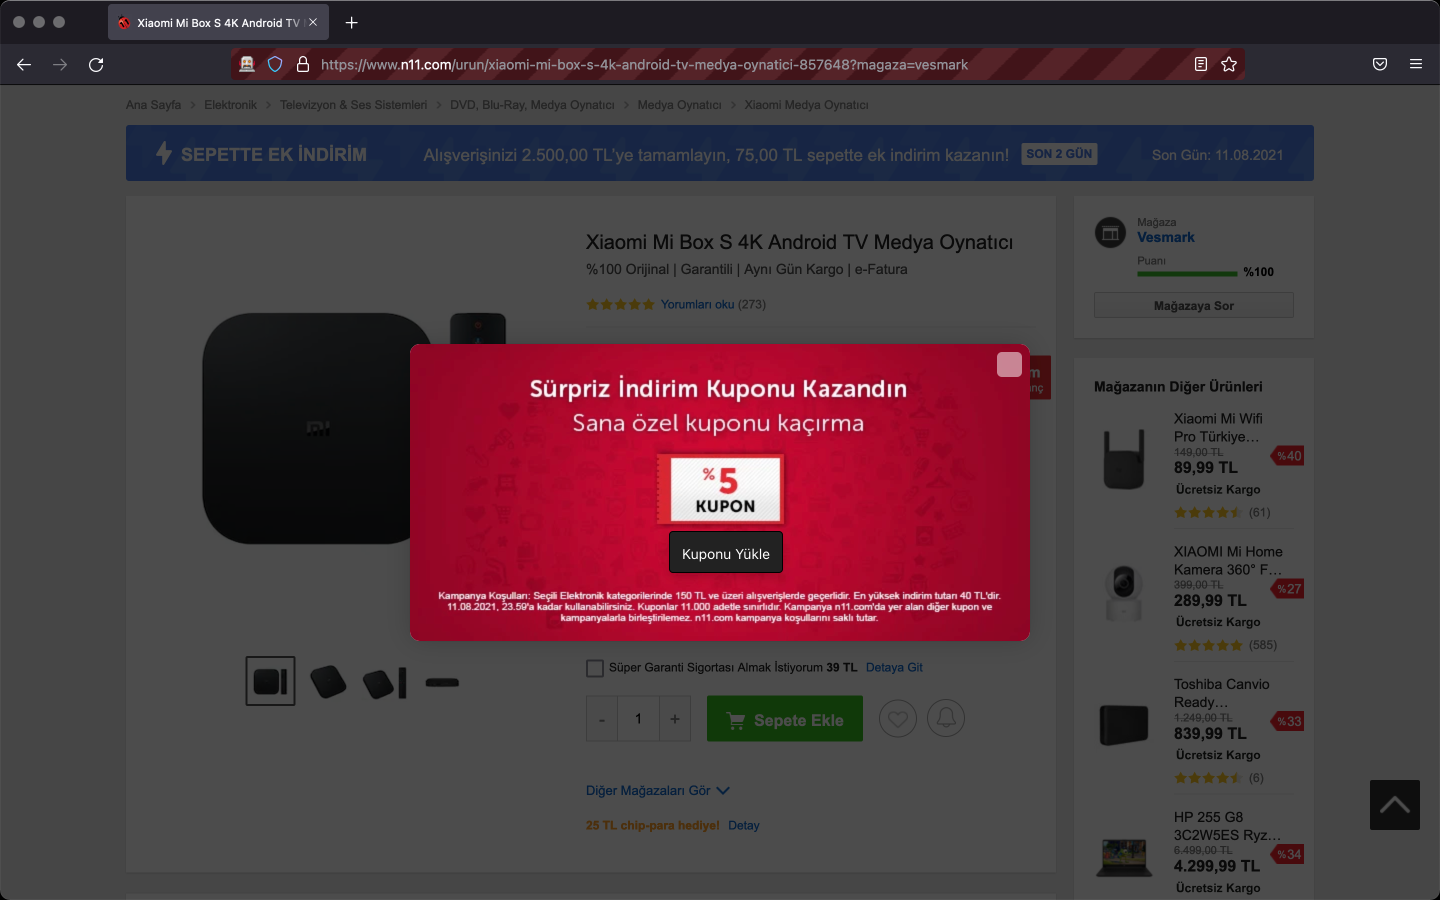 Xiaomi Mi Box S 4K Android TV
https://www.n11.com/urun/xiaomi-mi-box-s-4k-android-tv-medya-oynatici-857648?magaza=vesmark
Ana Sayfa > Elektronik > Televizyon & Ses Sistemleri > DVD, Blu-Ray, Medya Oynatıcı > Medya Oynatıcı > Xiaomi Medya Oynatıcı
SEPETTE EK İNDİRİM Alışverişinizi 2.500,00 TL'ye tamamlayın, 75,00 TL sepette ek indirim kazanın! SON 2 GÜN Son Gün: 11.08.2021
Xiaomi Mi Box S 4K Android TV Medya Oynatıcı
%100 Orijinal | Garantili | Aynı Gün Kargo | e-Fatura
Yorumları oku (273)
mi
Sürpriz İndirim Kuponu Kazandın
Sana özel kuponu kaçırma
%5
KUPON
Kuponu Yükle
Kampanya Koşulları: Seçili Elektronik kategorilerinde 150 TL ve üzeri alışverişlerde geçerlidir. En yüksek indirim tutarı 40 TL'dir.
11.08.2021, 23.59'a kadar kullanabilirsiniz. Kuponlar 11.000 adetle sınırlıdır. Kampanya n11.com'da yer alan diğer kupon ve
kampanyalarla birleştirilemez. n11.com kampanya koşullarını saklı tutar.
Süper Garanti Sigortası Almak İstiyorum 39 TL Detaya Git
- 1 + Sepete Ekle
Diğer Mağazaları Gör
25 TL chip-para hediye! Detay
Mağaza
Vesmark
Puanı
%100
Mağazaya Sor
Mağazanın Diğer Ürünleri
Xiaomi Mi Wifi
Pro Türkiye...
149,00 TL
89,99 TL
%40
Ücretsiz Kargo
(61)
XIAOMI Mi Home
Kamera 360° F...
399,00 TL
289,99 TL
%27
Ücretsiz Kargo
(585)
Toshiba Canvio
Ready...
1.249,00 TL
839,99 TL
%33
Ücretsiz Kargo
(6)
HP 255 G8
3C2W5ES Ryz...
6.499,00 TL
4.299,99 TL
%34
Ücretsiz Kargo